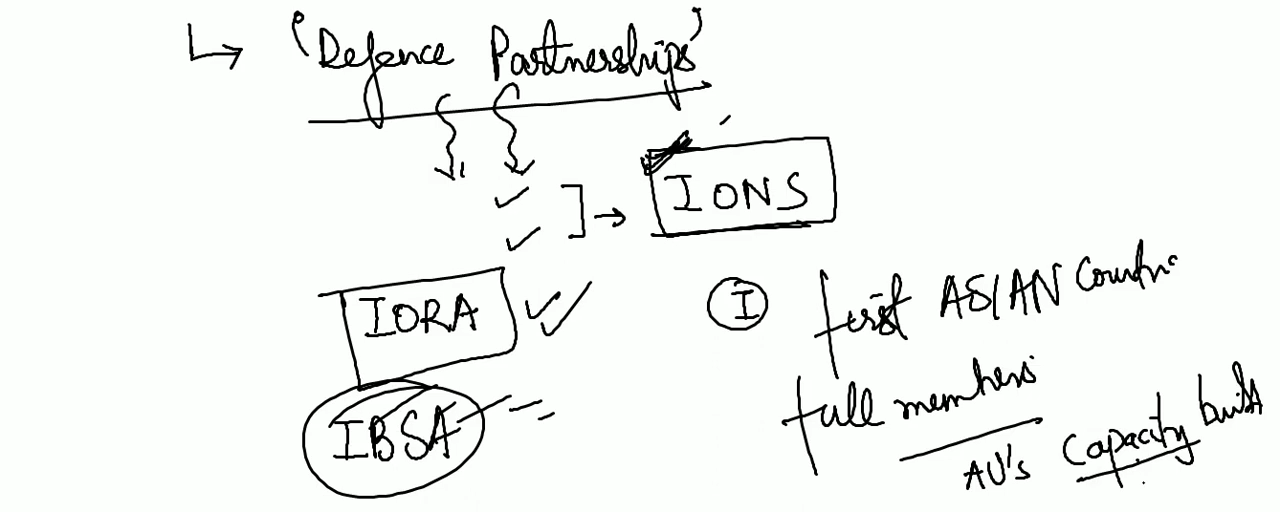 'Defence Partnerships'
IONS
IORA
I first ASIAN
IBSA full members
AU's Capacity